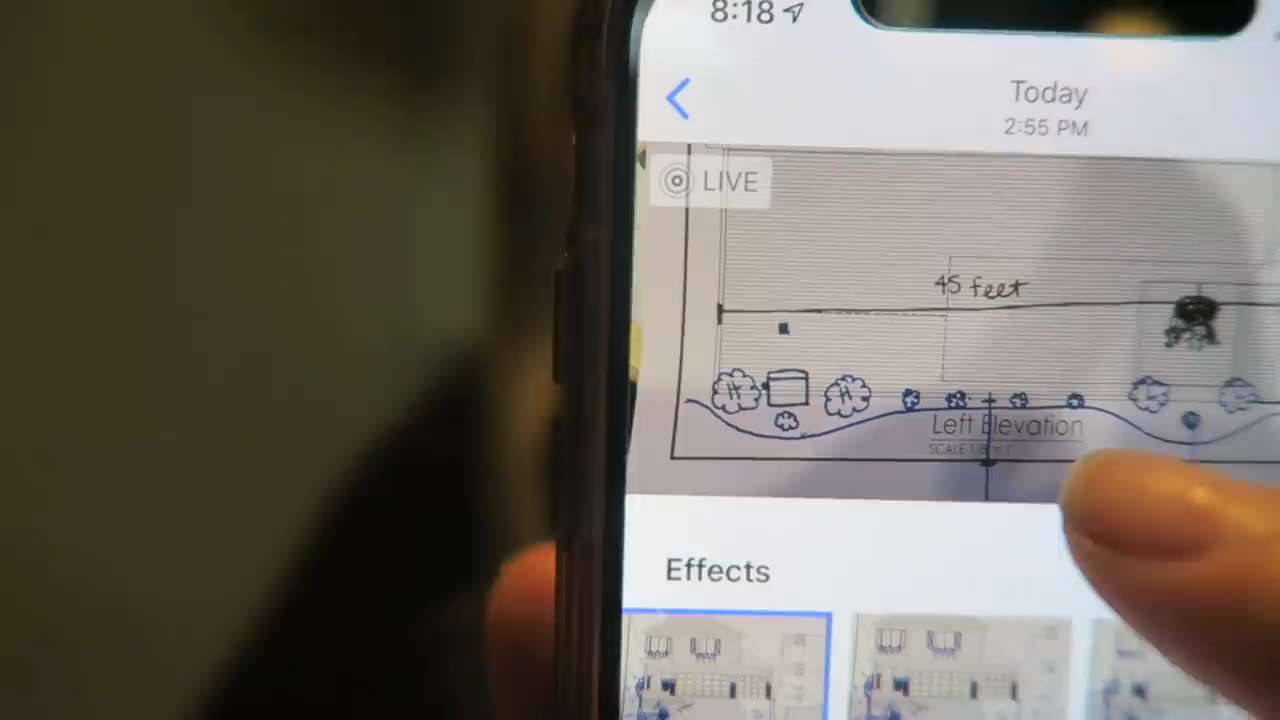 8:18
Today
2:55 PM
LIVE
45 feet
H
H
Left Elevation
Effects